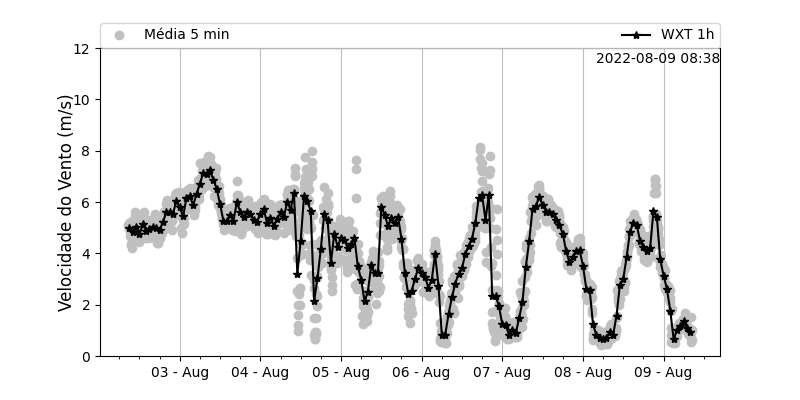 Média 5 min
WXT 1h
2022-08-09 08:38
Velocidade do Vento (m/s)
12
10
8
6
4
2
0
03 - Aug
04 - Aug
05 - Aug
06 - Aug
07 - Aug
08 - Aug
09 - Aug